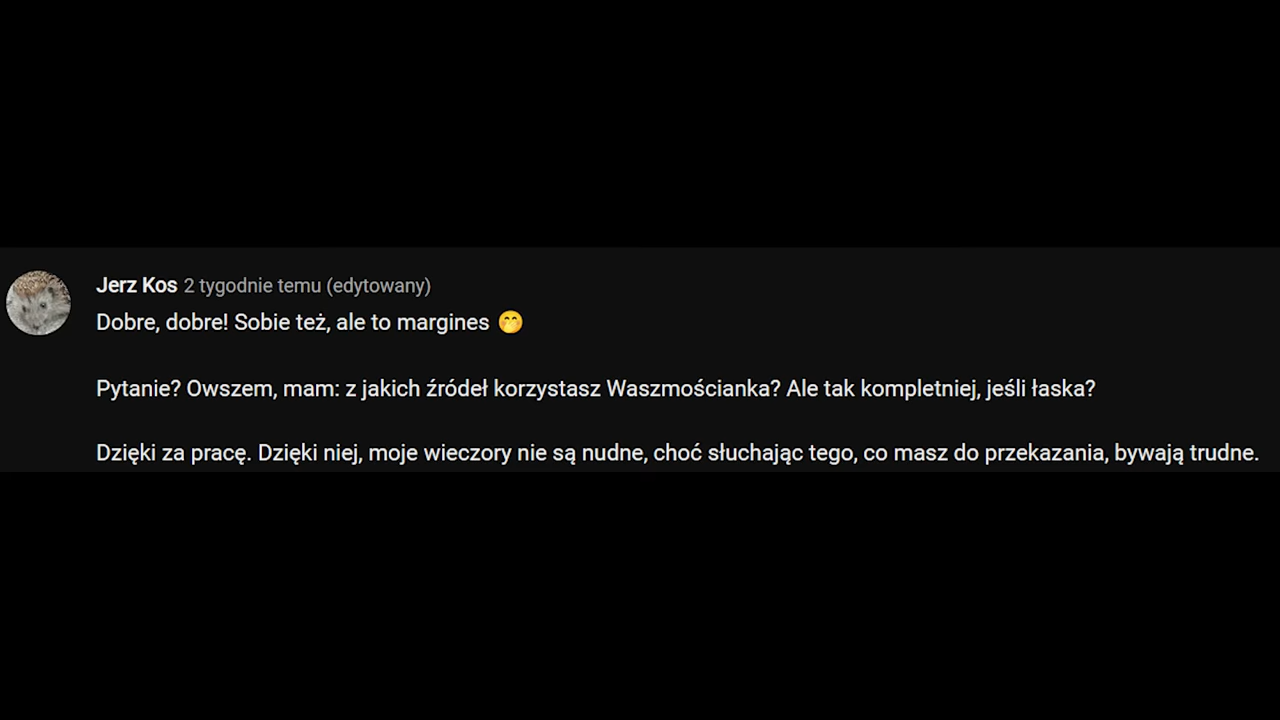 Jerz Kos 2 tygodnie temu (edytowany)
Dobre, dobre! Sobie też, ale to margines 🤭
Pytanie? Owszem, mam: z jakich źródeł korzystasz Waszmościanka? Ale tak kompletniej, jeśli łaska?
Dzięki za pracę. Dzięki niej, moje wieczory nie są nudne, choć słuchając tego, co masz do przekazania, bywają trudne.